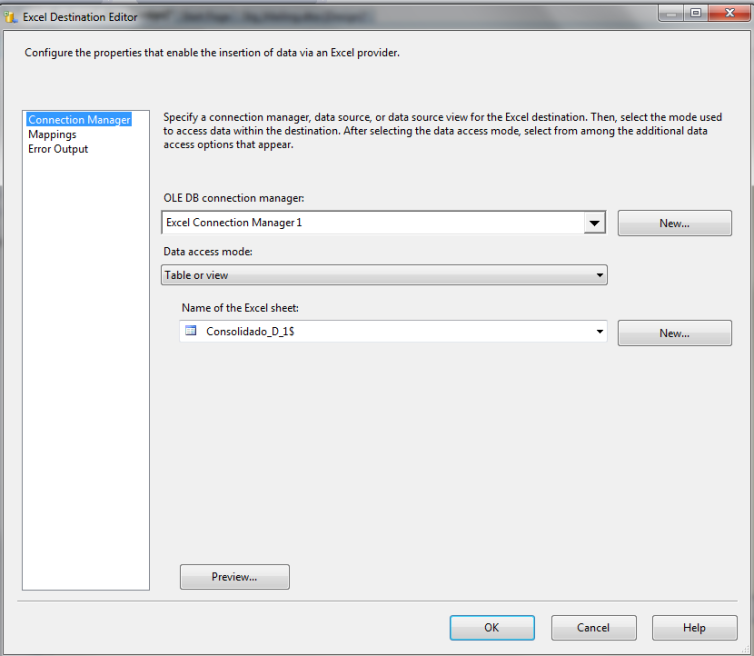 Excel Destination Editor
Configure the properties that enable the insertion of data via an Excel provider.
Connection Manager
Mappings
Error Output
Specify a connection manager, data source, or data source view for the Excel destination. Then, select the mode used
to access data within the destination. After selecting the data access mode, select from among the additional data
access options that appear.
OLE DB connection manager:
Excel Connection Manager 1
New...
Data access mode:
Table or view
Name of the Excel sheet:
Consolidado_D_1$
New...
Preview...
OK
Cancel
Help